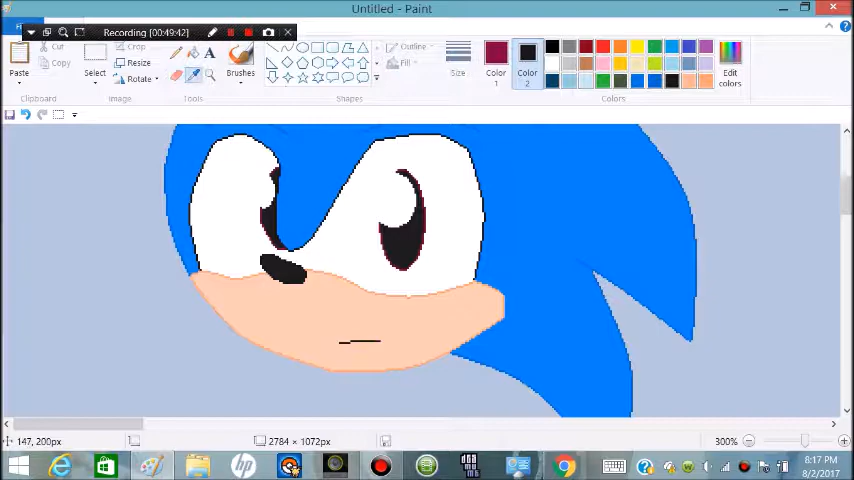 Untitled - Paint
Recording [00:49:42]
Paste
Cut
Copy
Clipboard
Select
Crop
Resize
Rotate
Image
A
Tools
Brushes
Shapes
Outline
Fill
Size
Color 1
Color 2
Colors
Edit colors
147, 200px
2784 × 1072px
300%
hp
8:17 PM
8/2/2017